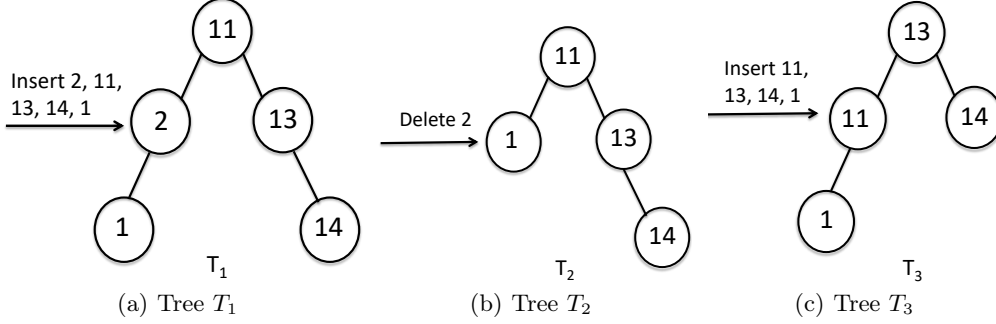 11
Insert 2, 11,
13, 14, 1
2
13
1
14
T1
(a) Tree T1
11
Delete 2
1
13
14
T2
(b) Tree T2
13
Insert 11,
13, 14, 1
11
14
1
T3
(c) Tree T3